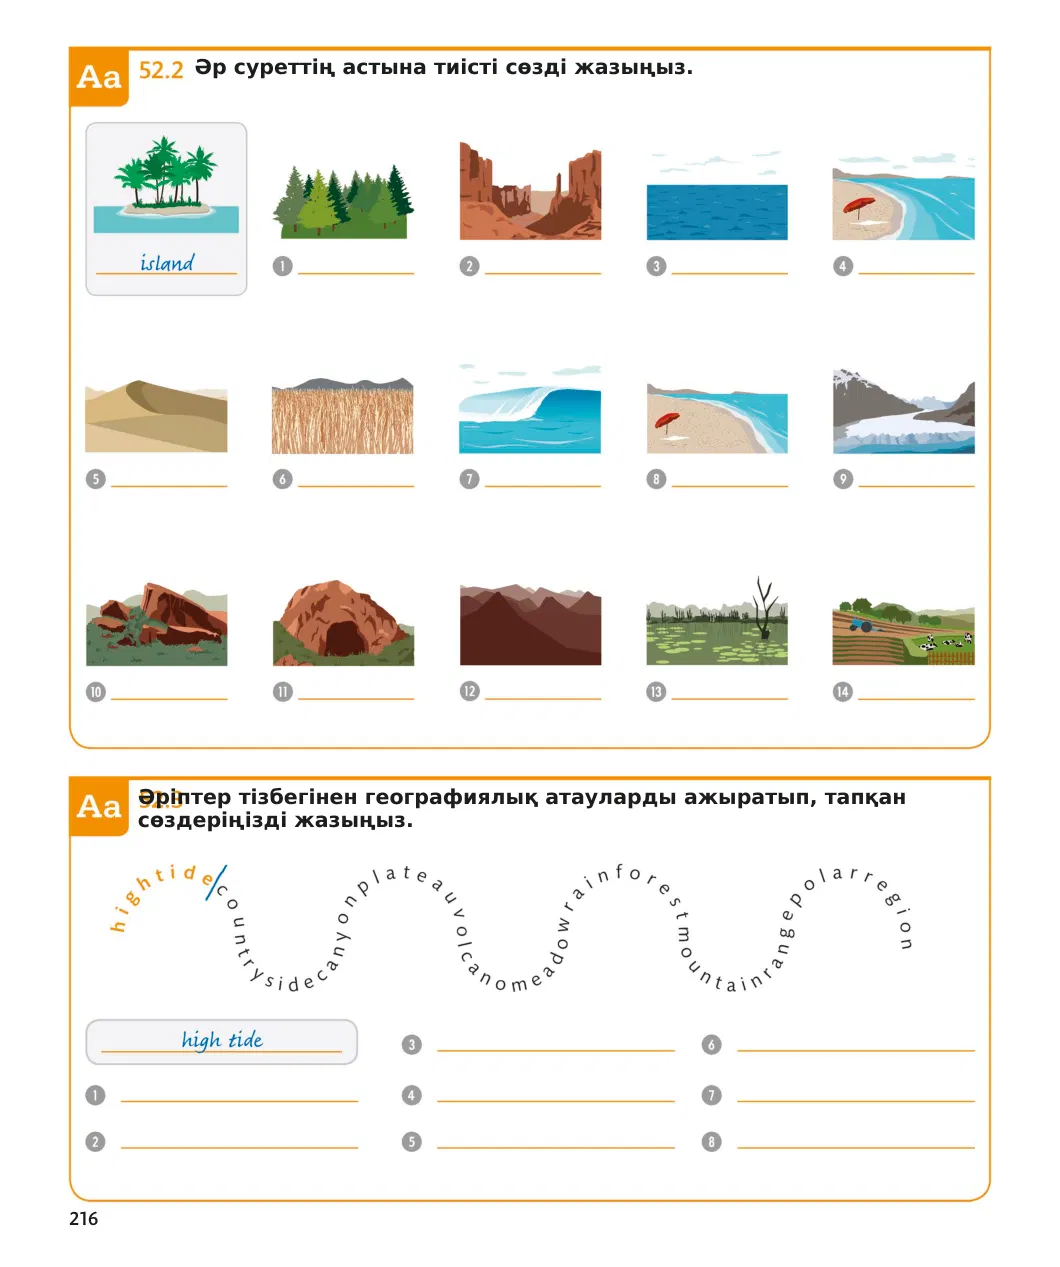 Aa 52.2 Әр суреттің астына тиісті сөзді жазыңыз.
island
1 2 3 4
5 6 7 8 9
10 11 12 13 14
Aa 52.3 Әріптер тізбегінен географиялық атауларды ажыратып, тапқан
сөздеріңізді жазыңыз.
hightide/countrysidecanyonplateauvolcanomeadowrainforestmountainrangepolarregion
high tide 3 6
1 4 7
2 5 8
216